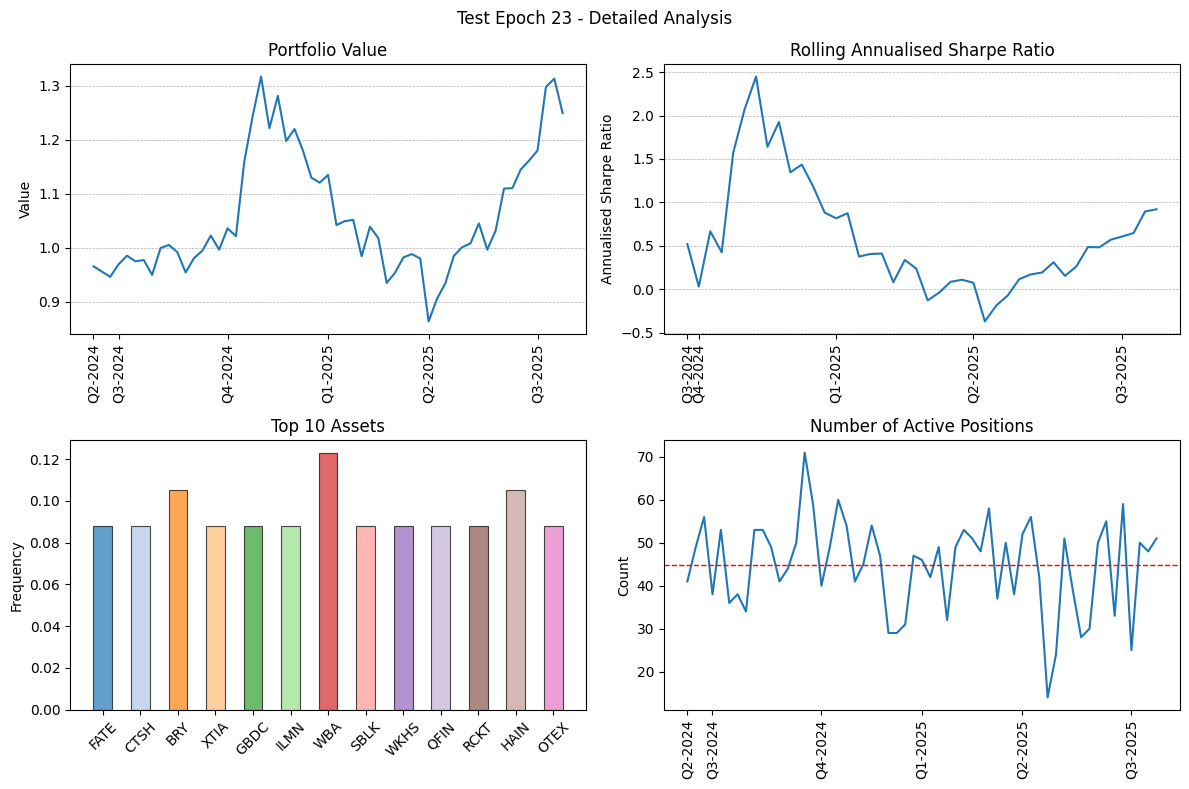 Test Epoch 23 - Detailed Analysis
Portfolio Value
Value
1.3
1.2
1.1
1.0
0.9
Q2-2024
Q3-2024
Q4-2024
Q1-2025
Q2-2025
Q3-2025
Rolling Annualised Sharpe Ratio
Annualised Sharpe Ratio
2.5
2.0
1.5
1.0
0.5
0.0
−0.5
Q3-2024
Q4-2024
Q1-2025
Q2-2025
Q3-2025
Top 10 Assets
Frequency
0.12
0.10
0.08
0.06
0.04
0.02
0.00
FATE
CTSH
BRY
XTIA
GBDC
ILMN
WBA
SBLK
WKHS
QFIN
RCKT
HAIN
OTEX
Number of Active Positions
Count
70
60
50
40
30
20
Q2-2024
Q3-2024
Q4-2024
Q1-2025
Q2-2025
Q3-2025